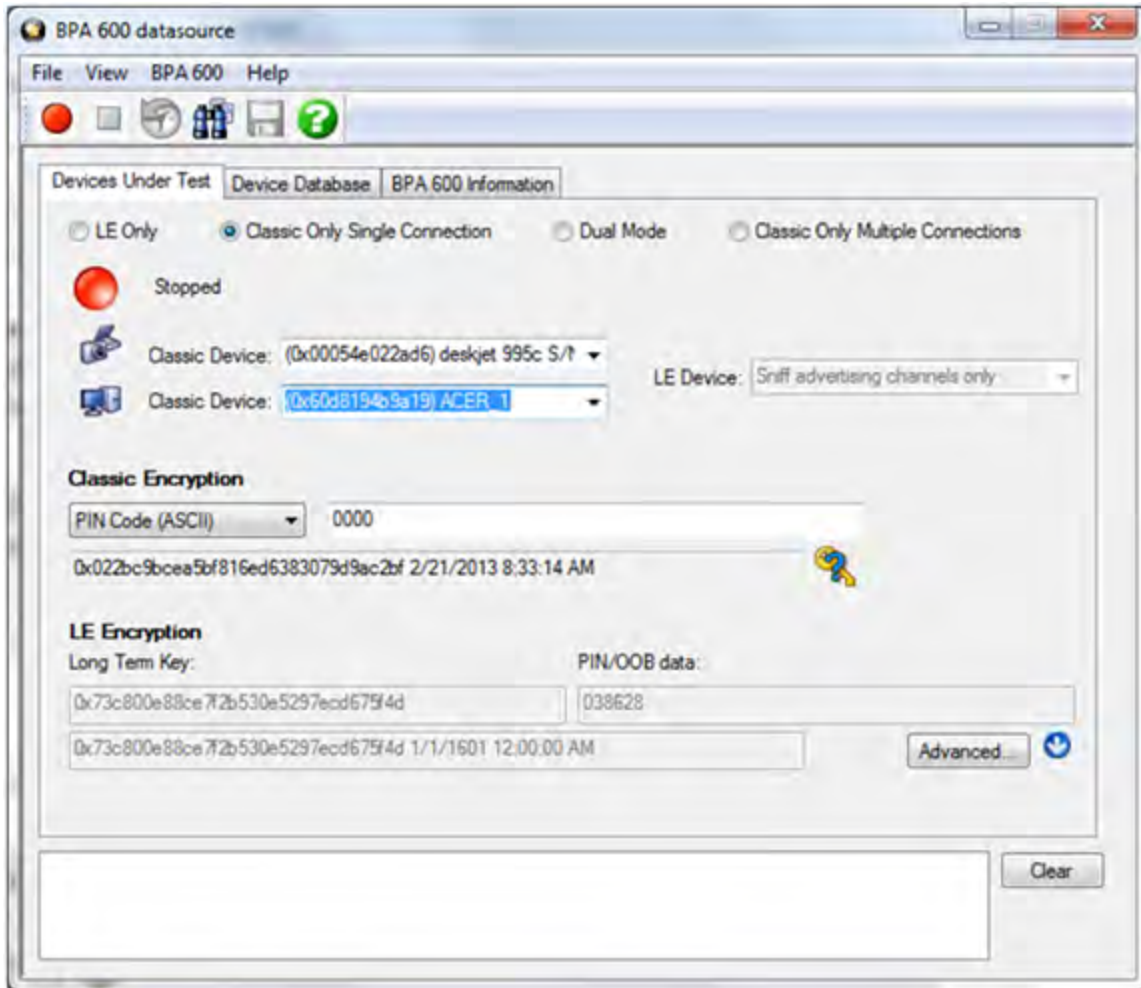 BPA 600 datasource
File View BPA 600 Help
Devices Under Test Device Database BPA 600 Information
LE Only Classic Only Single Connection Dual Mode Classic Only Multiple Connections
Stopped
Classic Device: (0x00054e022ad6) deskjet 995c S/N
LE Device: Sniff advertising channels only
Classic Device: (0x60d8194b9a19) ACER_1
Classic Encryption
PIN Code (ASCII) 0000
0x022bc9bcea5bf816ed6383079d9ac2bf 2/21/2013 8:33:14 AM
LE Encryption
Long Term Key: PIN/OOB data:
0x73c800e88ce7f2b530e5297ecd675f4d 038628
0x73c800e88ce7f2b530e5297ecd675f4d 1/1/1601 12:00:00 AM
Advanced...
Clear